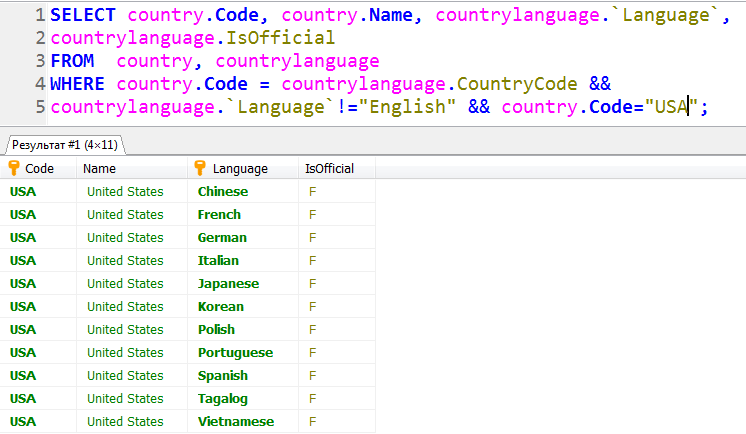 1 SELECT country.Code, country.Name, countrylanguage.`Language`,
2 countrylanguage.IsOfficial
3 FROM  country, countrylanguage
4 WHERE country.Code = countrylanguage.CountryCode &&
5 countrylanguage.`Language`!="English" && country.Code="USA";
Результат #1 (4×11)
Code Name Language IsOfficial
USA United States Chinese F
USA United States French F
USA United States German F
USA United States Italian F
USA United States Japanese F
USA United States Korean F
USA United States Polish F
USA United States Portuguese F
USA United States Spanish F
USA United States Tagalog F
USA United States Vietnamese F